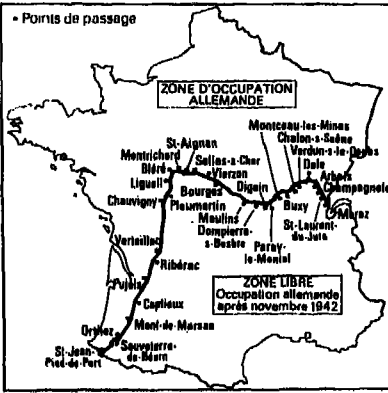 • Points de passage
ZONE D'OCCUPATION
ALLEMANDE
Montceau-les-Mines
Chalon-s-Saône
Verdun-s-le-Doubs
Dole
Arbois
Champagnole
St-Aignan
Montrichard
Selles-s-Cher
Bléré
Vierzon
Ligueil
Bourges
Digoin
Buxy
Chauvigny
Pleumartin
Moulins
St-Laurent-
du-Jura
Dompierre-
s-Besbre
Paray-
le-Monial
Verteillac
Ribérac
ZONE LIBRE
Occupation allemande
après novembre 1942
Pujols
Captieux
Mont-de-Marsan
Orthez
Sauveterre-
de-Béarn
St-Jean-
Pied-de-Port